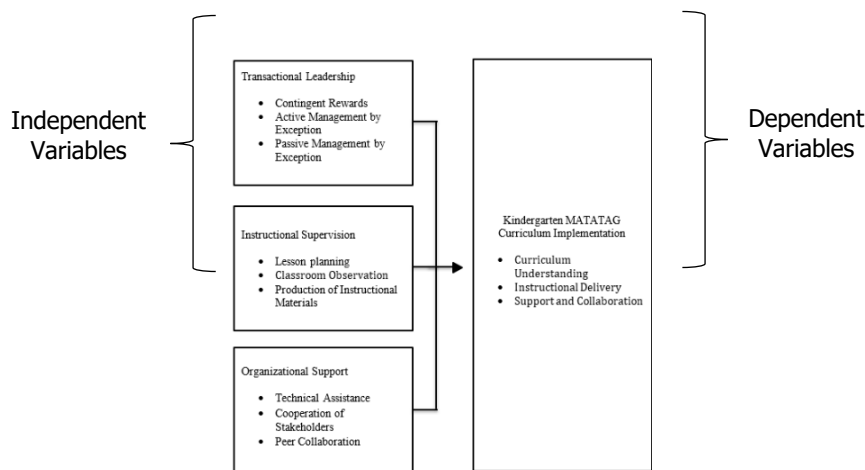 Independent
Variables
Transactional Leadership
• Contingent Rewards
• Active Management by
Exception
• Passive Management by
Exception
Instructional Supervision
• Lesson planning
• Classroom Observation
• Production of Instructional
Materials
Organizational Support
• Technical Assistance
• Cooperation of
Stakeholders
• Peer Collaboration
Kindergarten MATATAG
Curriculum Implementation
• Curriculum
Understanding
• Instructional Delivery
• Support and Collaboration
Dependent
Variables